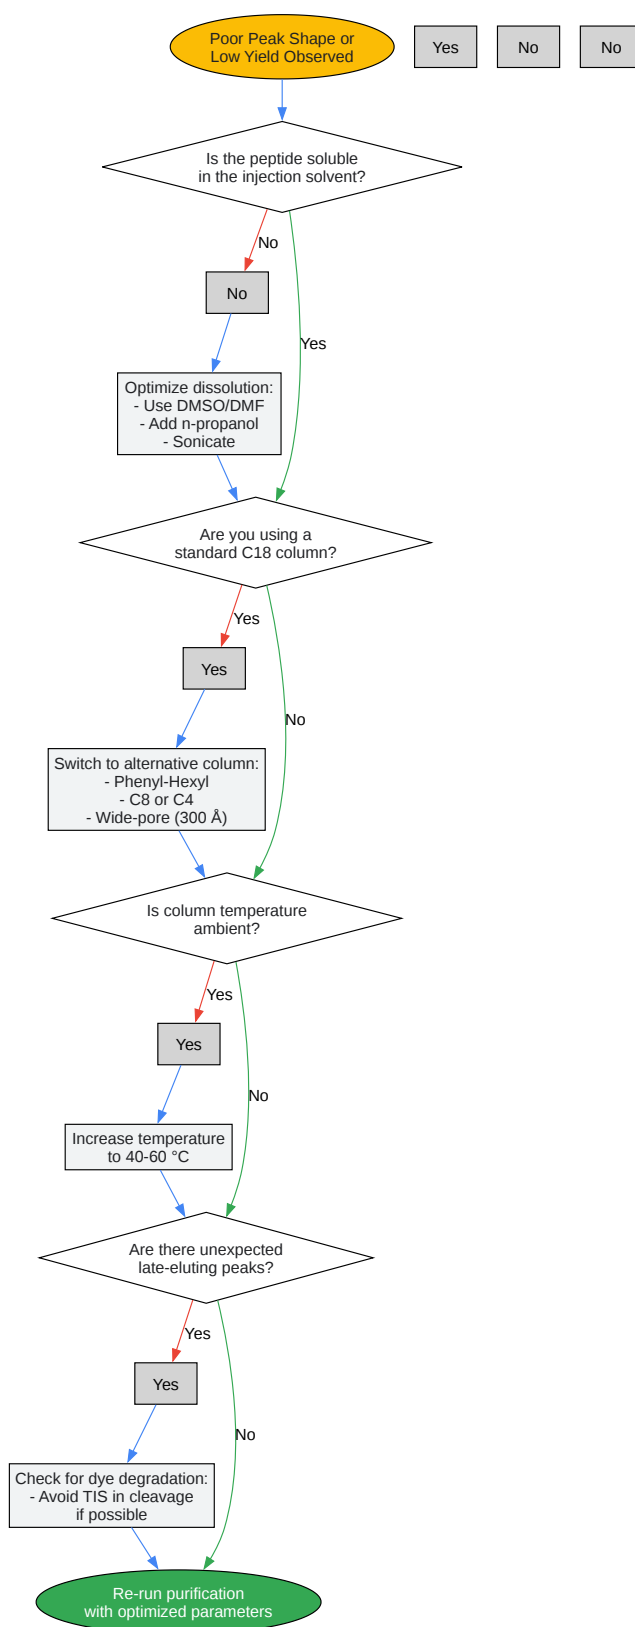 Poor Peak Shape or
Low Yield Observed
Yes
No
No
Is the peptide soluble
in the injection solvent?
No
No
Yes
Optimize dissolution:
- Use DMSO/DMF
- Add n-propanol
- Sonicate
Are you using a
standard C18 column?
Yes
Yes
No
Switch to alternative column:
- Phenyl-Hexyl
- C8 or C4
- Wide-pore (300 Å)
Is column temperature
ambient?
Yes
Yes
No
Increase temperature
to 40-60 °C
Are there unexpected
late-eluting peaks?
Yes
Yes
No
Check for dye degradation:
- Avoid TIS in cleavage
if possible
Re-run purification
with optimized parameters